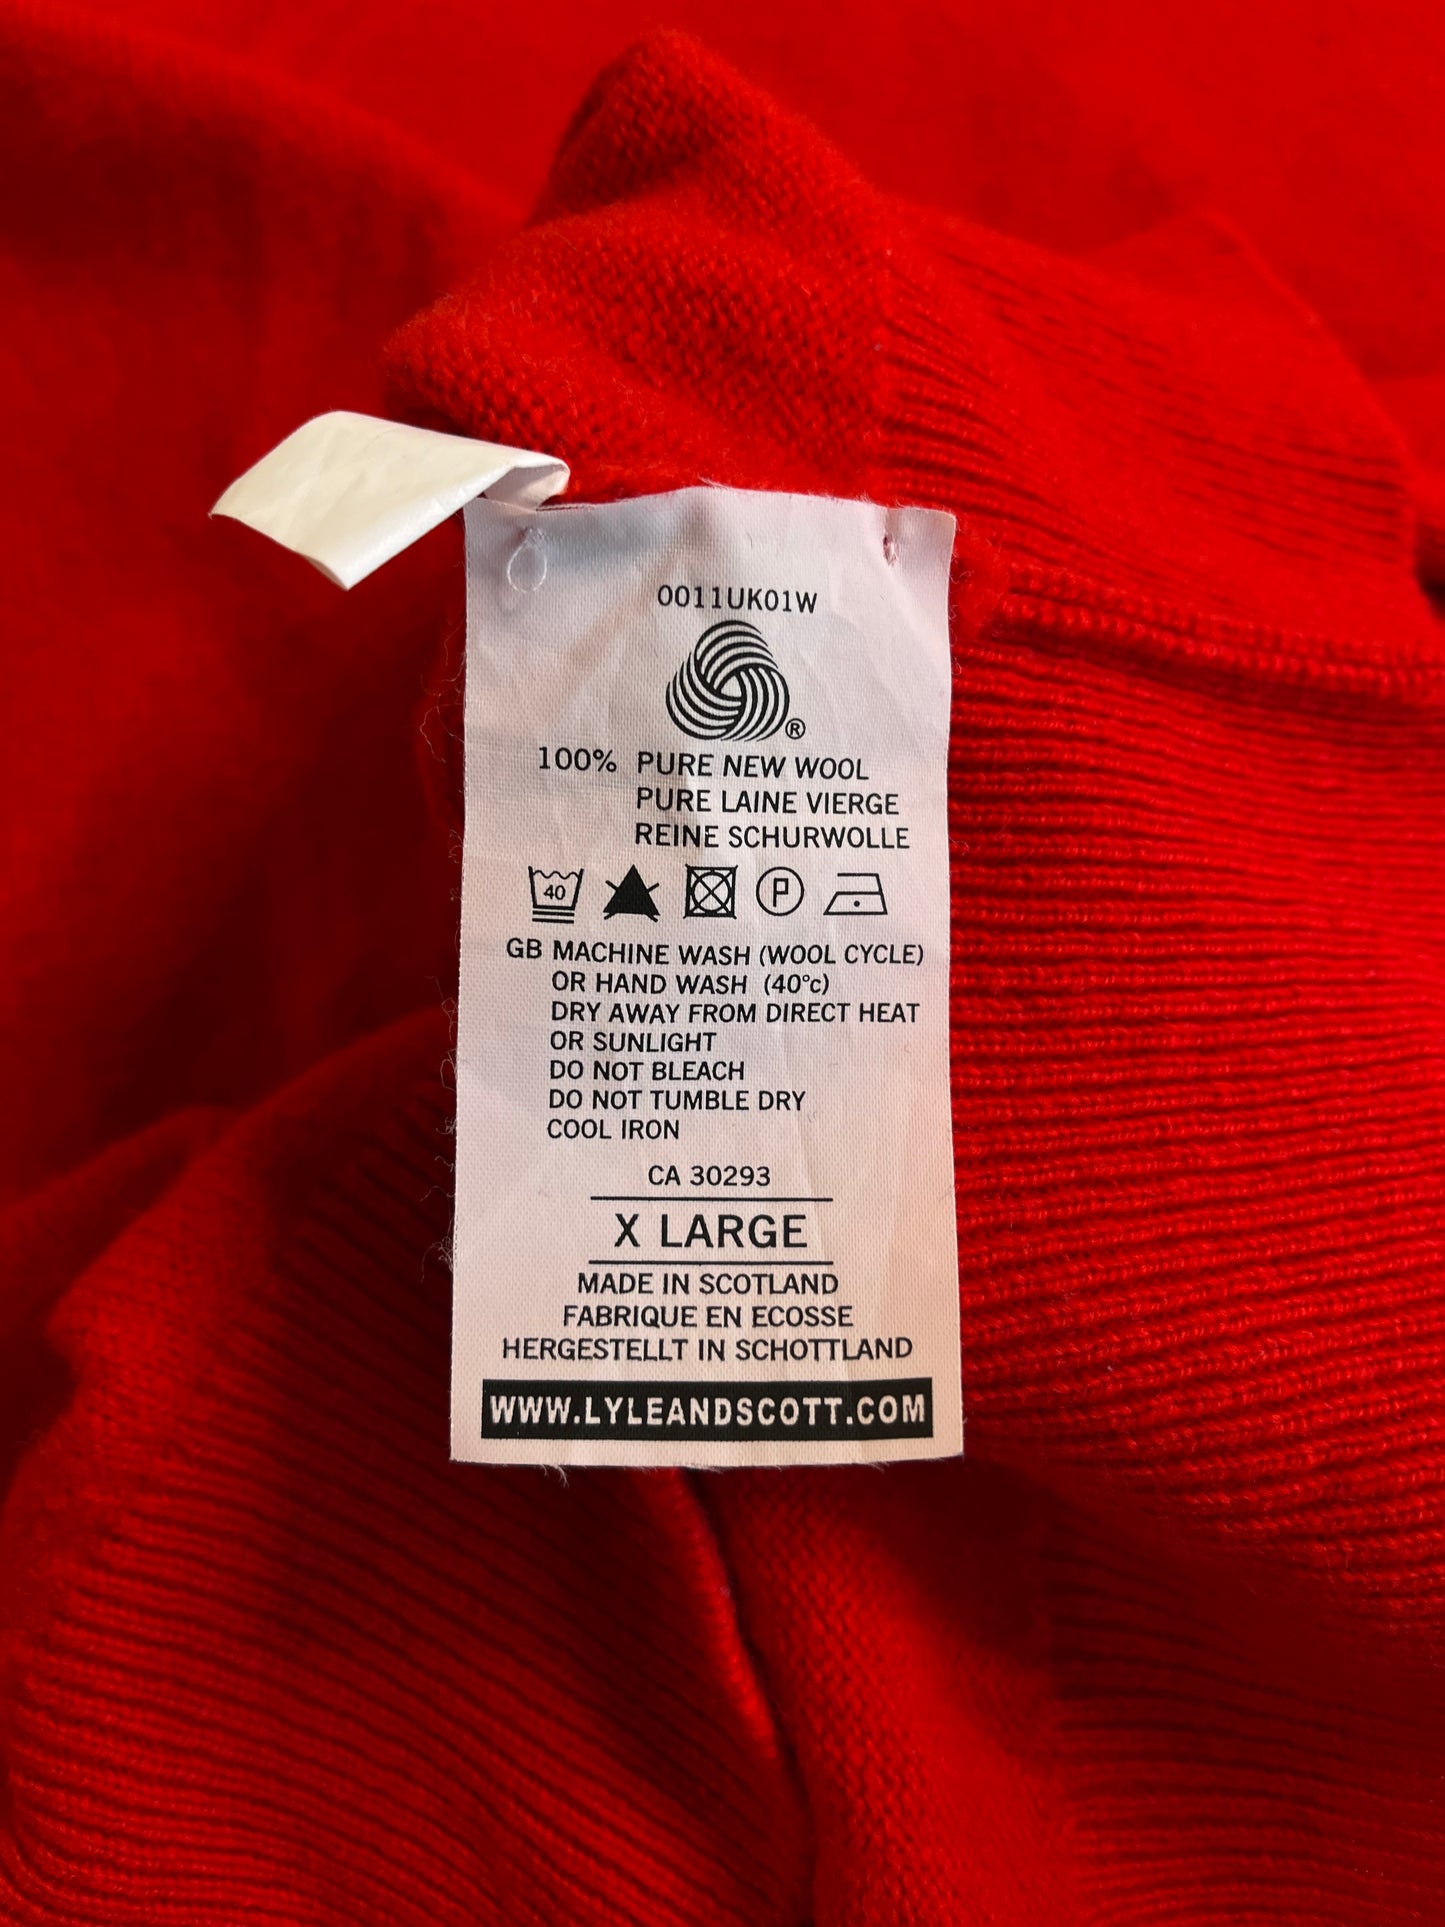 0011UK01W
®
100% PURE NEW WOOL
PURE LAINE VIERGE
REINE SCHURWOLLE
40 P
GB MACHINE WASH (WOOL CYCLE)
OR HAND WASH (40°c)
DRY AWAY FROM DIRECT HEAT
OR SUNLIGHT
DO NOT BLEACH
DO NOT TUMBLE DRY
COOL IRON
CA 30293
X LARGE
MADE IN SCOTLAND
FABRIQUE EN ECOSSE
HERGESTELLT IN SCHOTTLAND
WWW.LYLEANDSCOTT.COM